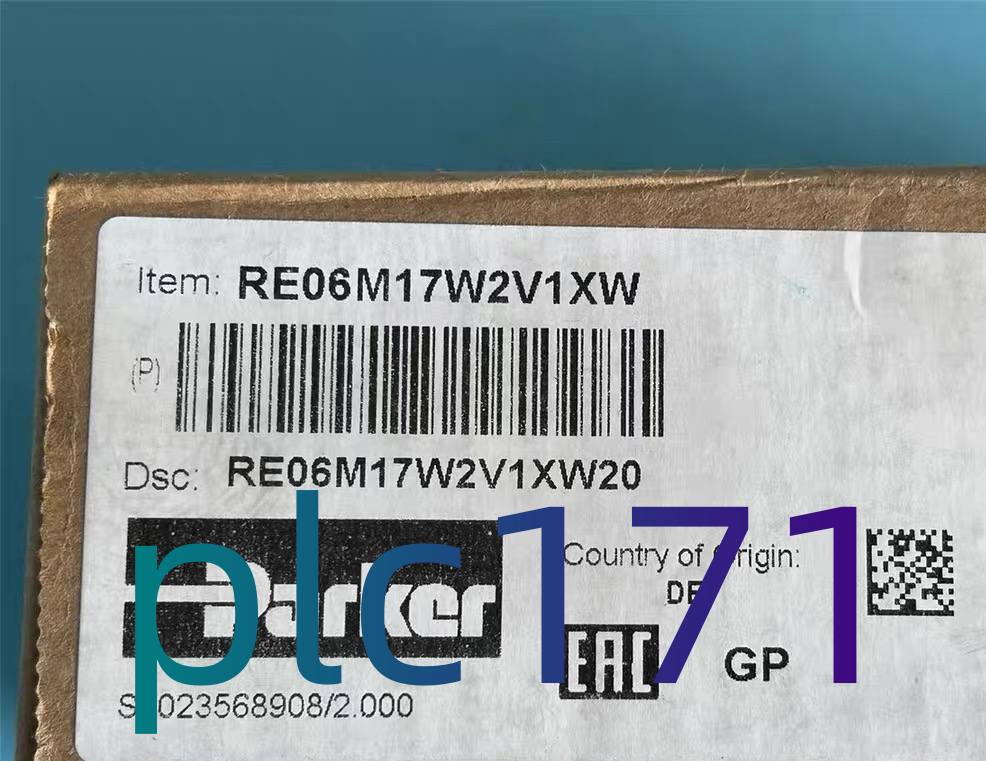 Item: RE06M17W2V1XW
(P)
Dsc: RE06M17W2V1XW20
Parker
plc171
Country of Origin:
DE
EAC
GP
023568908/2.000